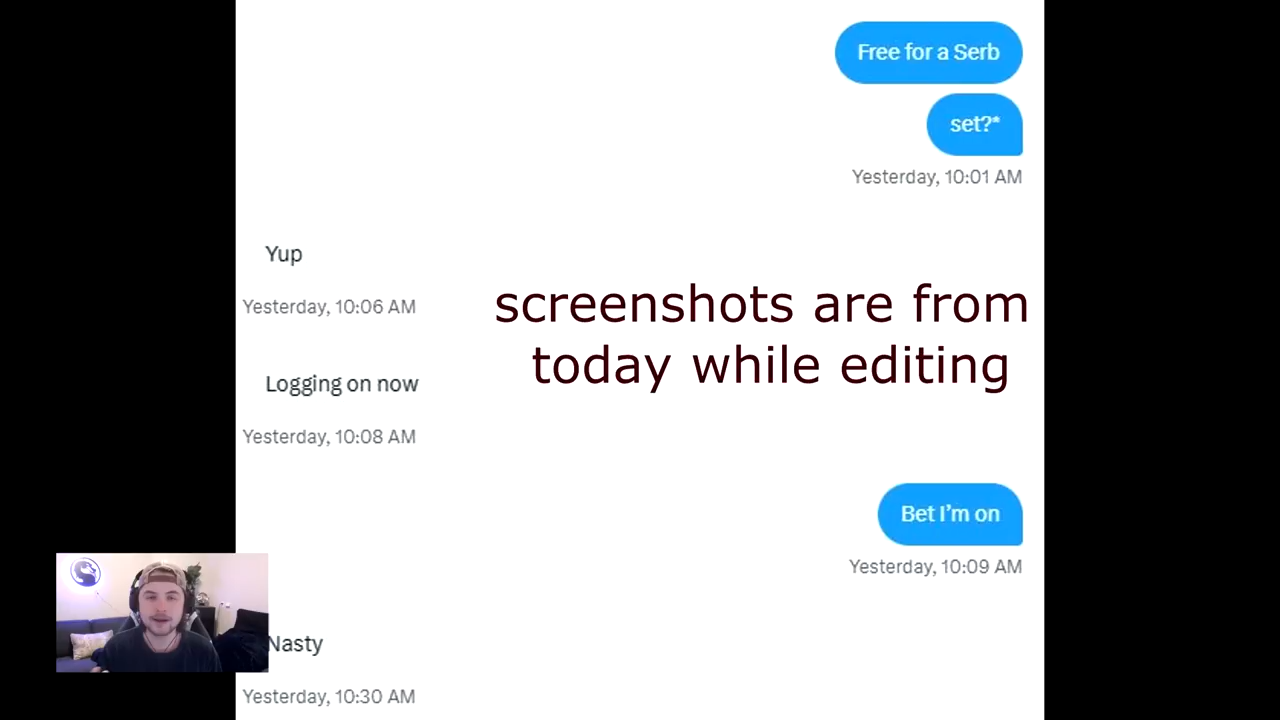 Free for a Serb
set?*
Yesterday, 10:01 AM
Yup
Yesterday, 10:06 AM
screenshots are from
today while editing
Logging on now
Yesterday, 10:08 AM
Bet I'm on
Yesterday, 10:09 AM
Nasty
Yesterday, 10:30 AM